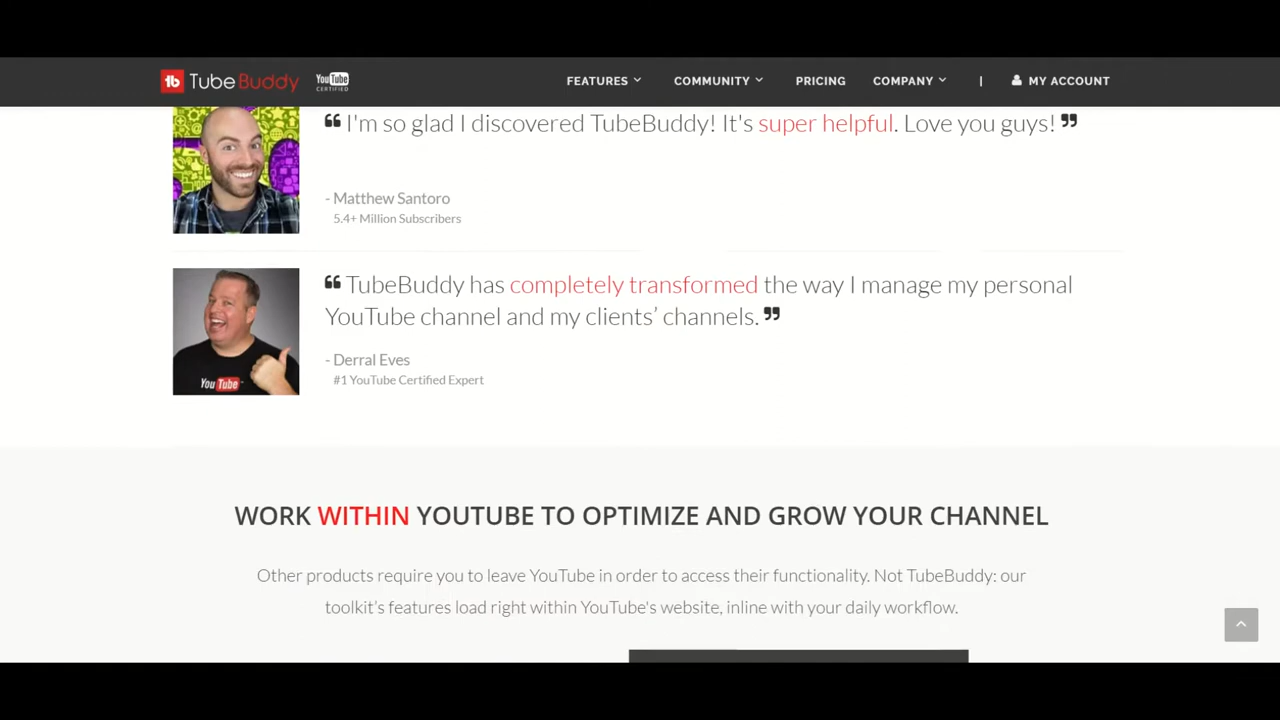 TubeBuddy YouTube CERTIFIED FEATURES COMMUNITY PRICING COMPANY | MY ACCOUNT
❝ I'm so glad I discovered TubeBuddy! It's super helpful. Love you guys! ❞
- Matthew Santoro
5.4+ Million Subscribers
❝ TubeBuddy has completely transformed the way I manage my personal
YouTube channel and my clients’ channels. ❞
- Derral Eves
#1 YouTube Certified Expert
YouTube
WORK WITHIN YOUTUBE TO OPTIMIZE AND GROW YOUR CHANNEL
Other products require you to leave YouTube in order to access their functionality. Not TubeBuddy: our
toolkit’s features load right within YouTube's website, inline with your daily workflow.